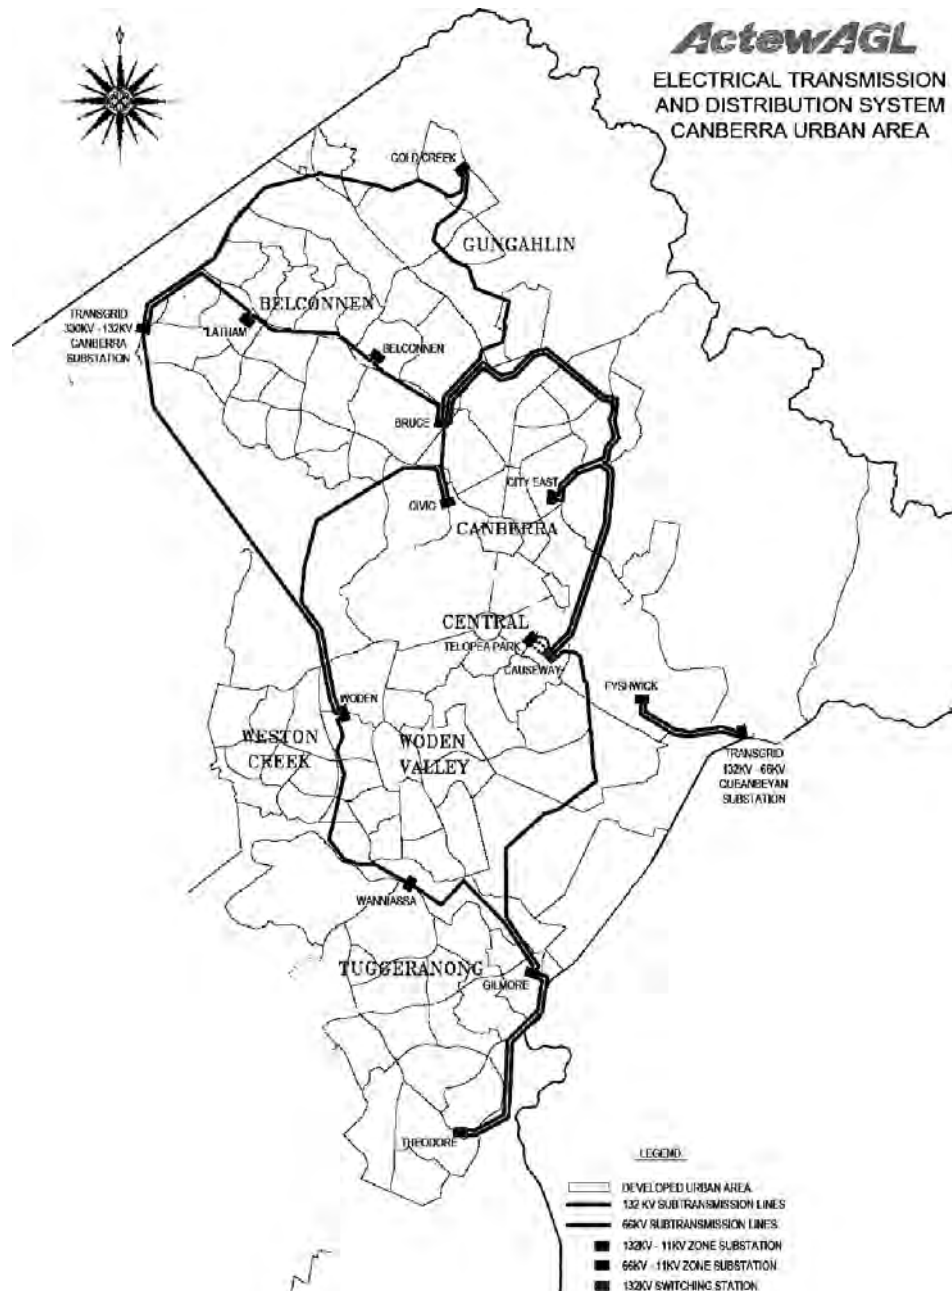 ActewAGL
ELECTRICAL TRANSMISSION
AND DISTRIBUTION SYSTEM
CANBERRA URBAN AREA
GOLD CREEK
GUNGAHLIN
BELCONNEN
TRANSGRID
330KV - 132KV
CANBERRA
SUBSTATION
LATHAM
BELCONNEN
BRUCE
CITY EAST
CIVIC
CANBERRA
CENTRAL
TELOPEA PARK
CAUSEWAY
FYSHWICK
WODEN
WESTON
CREEK
WODEN
VALLEY
TRANSGRID
132KV - 66KV
QUEANBEYAN
SUBSTATION
WANNIASSA
TUGGERANONG
GILMORE
THEODORE
LEGEND
DEVELOPED URBAN AREA
132 KV SUBTRANSMISSION LINES
66KV SUBTRANSMISSION LINES
132KV - 11KV ZONE SUBSTATION
66KV - 11KV ZONE SUBSTATION
132KV SWITCHING STATION